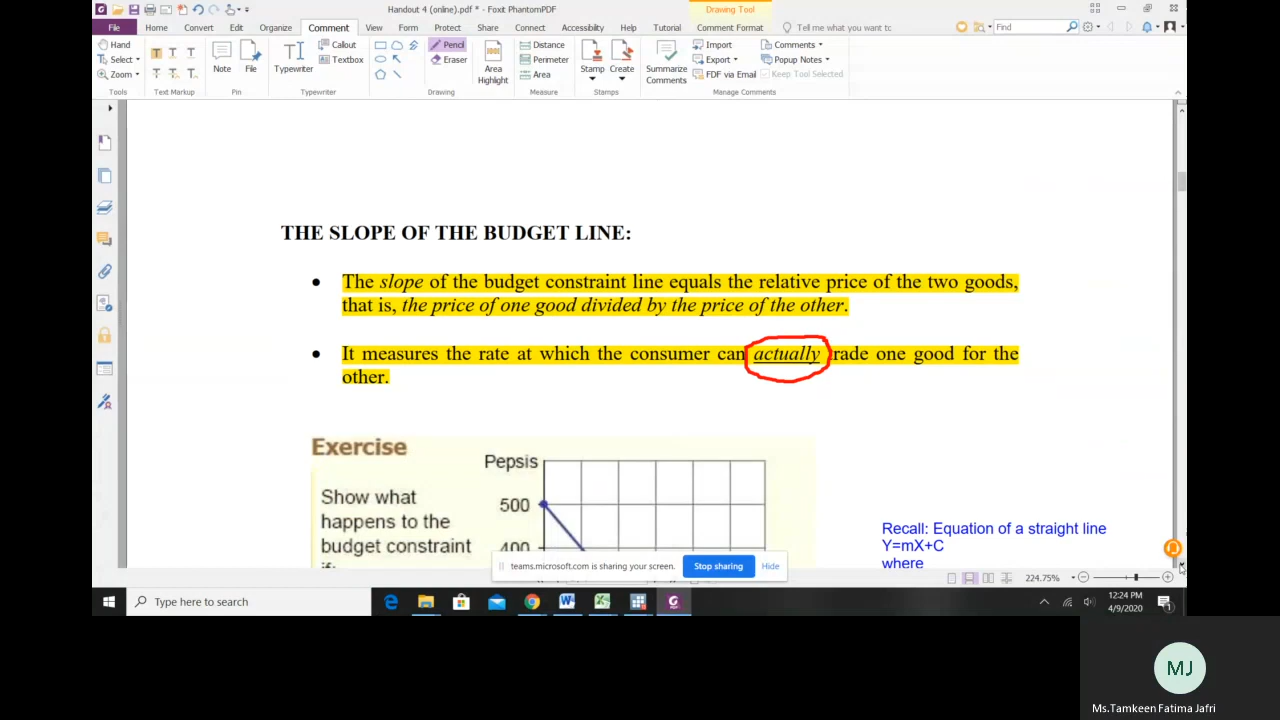 Handout 4 (online).pdf * - Foxit PhantomPDF
Drawing Tool
File Home Convert Edit Organize Comment View Form Protect Share Connect Accessibility Help Tutorial Comment Format Tell me what you want tc Find
Hand
Select
Zoom
Tools
Text Markup
Note
File
Pin
Typewriter
Callout
Textbox
Typewriter
Pencil
Eraser
Area
Highlight
Drawing
Distance
Perimeter
Area
Measure
Stamp
Create
Stamps
Summarize
Comments
Import
Export
FDF via Email
Comments
Popup Notes
Keep Tool Selected
Manage Comments
THE SLOPE OF THE BUDGET LINE:
• The slope of the budget constraint line equals the relative price of the two goods,
that is, the price of one good divided by the price of the other.
• It measures the rate at which the consumer can actually rade one good for the
other.
Exercise
Show what
happens to the
budget constraint
if:
Pepsis
500
400
Recall: Equation of a straight line
Y=mX+C
where
teams.microsoft.com is sharing your screen. Stop sharing Hide
224.75%
Type here to search
12:24 PM
4/9/2020
MJ
Ms.Tamkeen Fatima Jafri